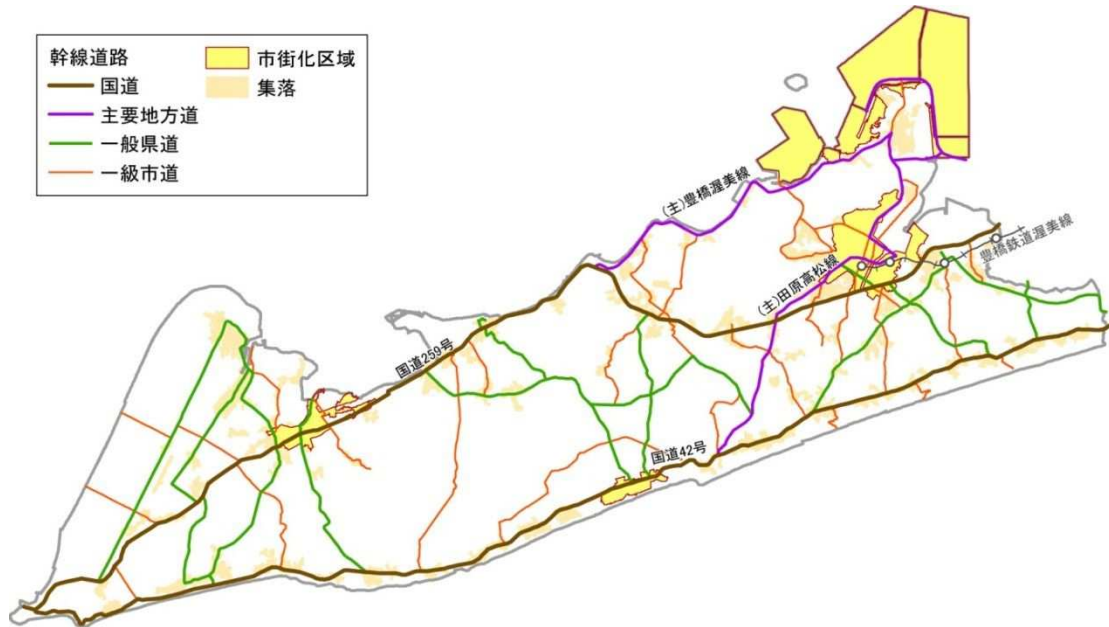 幹線道路
国道
主要地方道
一般県道
一級市道
市街化区域
集落
(主)豊橋渥美線
(主)田原高松線
豊橋鉄道渥美線
国道259号
国道42号